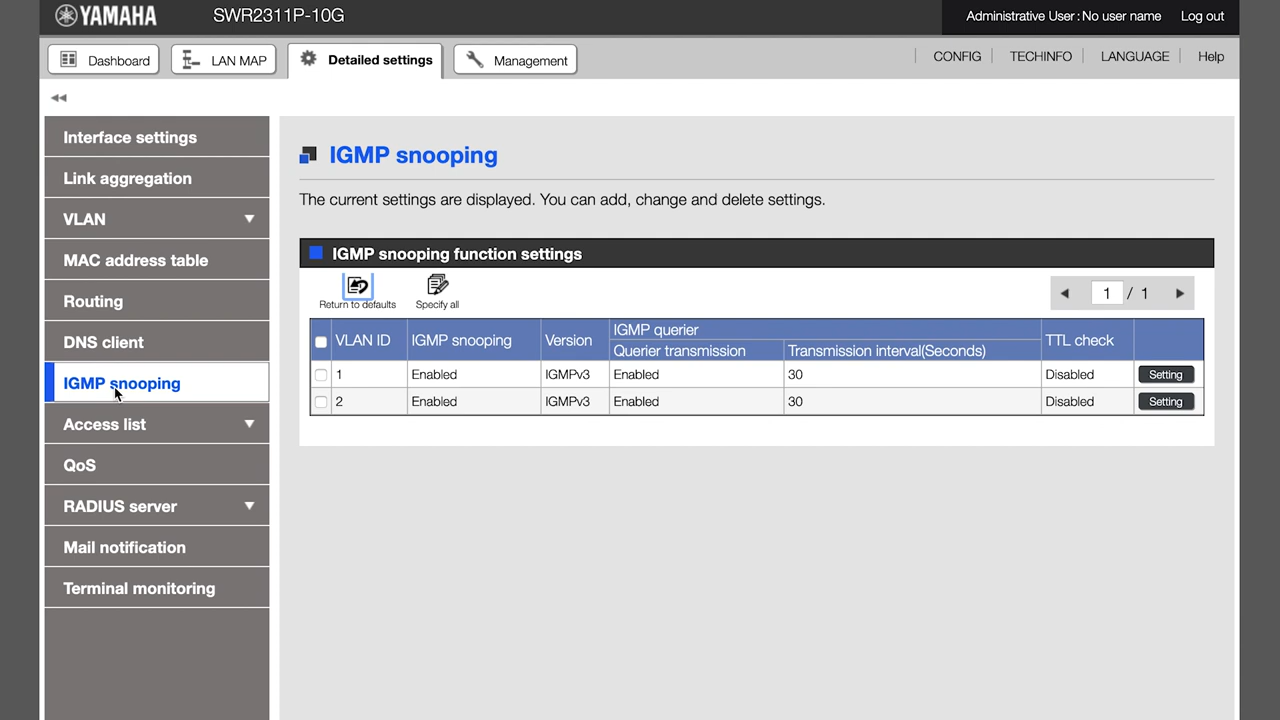 YAMAHA SWR2311P-10G Administrative User : No user name Log out
Dashboard LAN MAP Detailed settings Management CONFIG TECHINFO LANGUAGE Help
Interface settings
Link aggregation
VLAN
MAC address table
Routing
DNS client
IGMP snooping
Access list
QoS
RADIUS server
Mail notification
Terminal monitoring
IGMP snooping
The current settings are displayed. You can add, change and delete settings.
IGMP snooping function settings
Return to defaults Specify all 1 / 1
VLAN ID IGMP snooping Version IGMP querier TTL check
Querier transmission Transmission interval(Seconds)
1 Enabled IGMPv3 Enabled 30 Disabled Setting
2 Enabled IGMPv3 Enabled 30 Disabled Setting